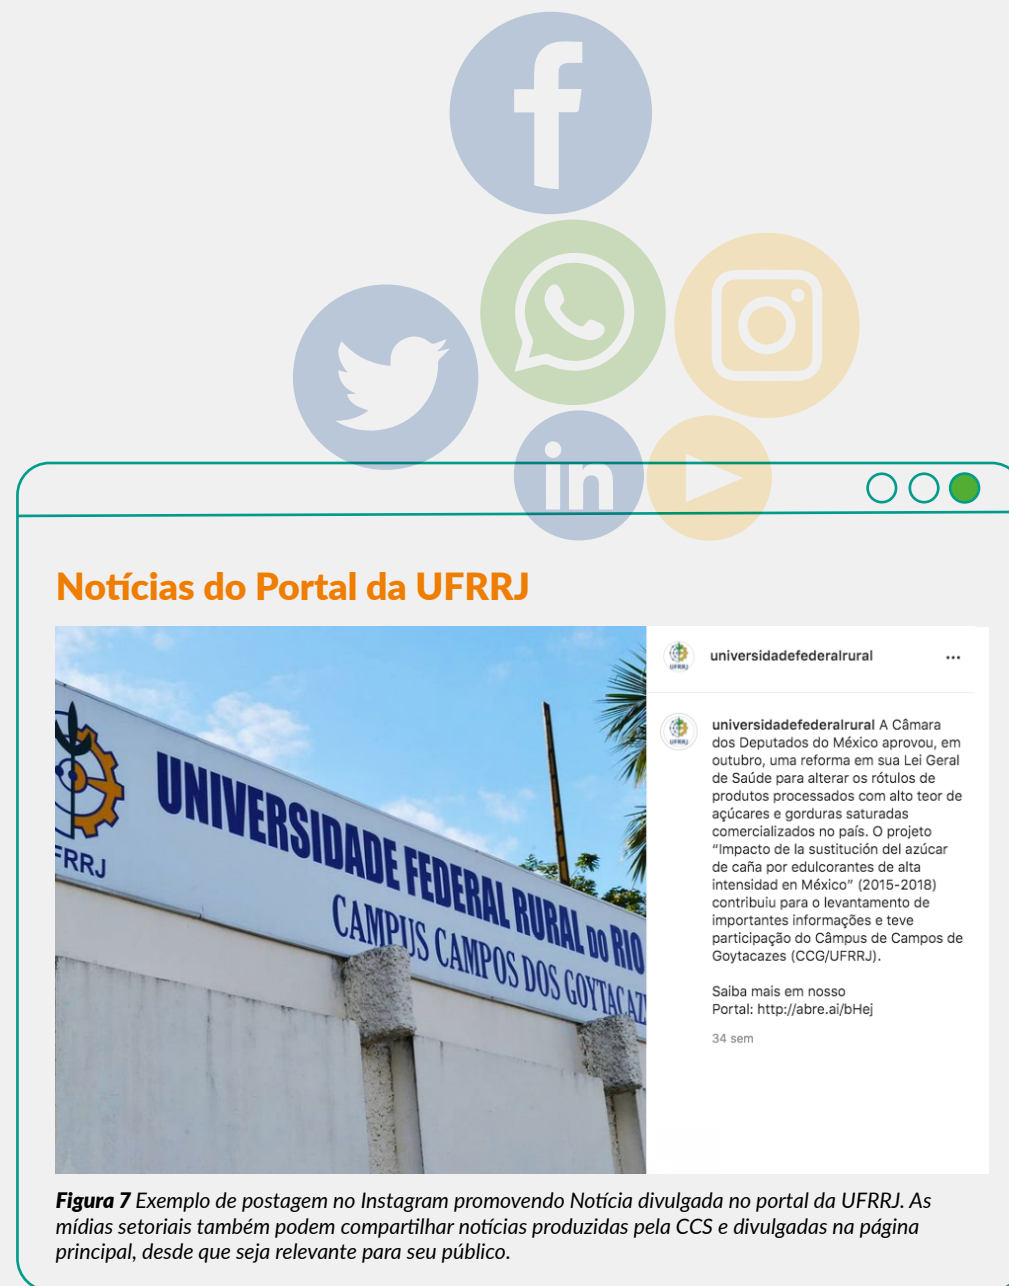 in
Notícias do Portal da UFRRJ
UFRRJ
universidadefederalrural
...
FRRJ
UNIVERSIDADE FEDERAL RURAL DO RIO
CAMPUS CAMPOS DOS GOYTACAZ
UFRRJ
universidadefederalrural A Câmara
dos Deputados do México aprovou, em
outubro, uma reforma em sua Lei Geral
de Saúde para alterar os rótulos de
produtos processados com alto teor de
açúcares e gorduras saturadas
comercializados no país. O projeto
“Impacto de la sustitución del azúcar
de caña por edulcorantes de alta
intensidad en México” (2015-2018)
contribuiu para o levantamento de
importantes informações e teve
participação do Câmpus de Campos de
Goytacazes (CCG/UFRRJ).
Saiba mais em nosso
Portal: http://abre.ai/bHej
34 sem
Figura 7 Exemplo de postagem no Instagram promovendo Notícia divulgada no portal da UFRRJ. As
mídias setoriais também podem compartilhar notícias produzidas pela CCS e divulgadas na página
principal, desde que seja relevante para seu público.